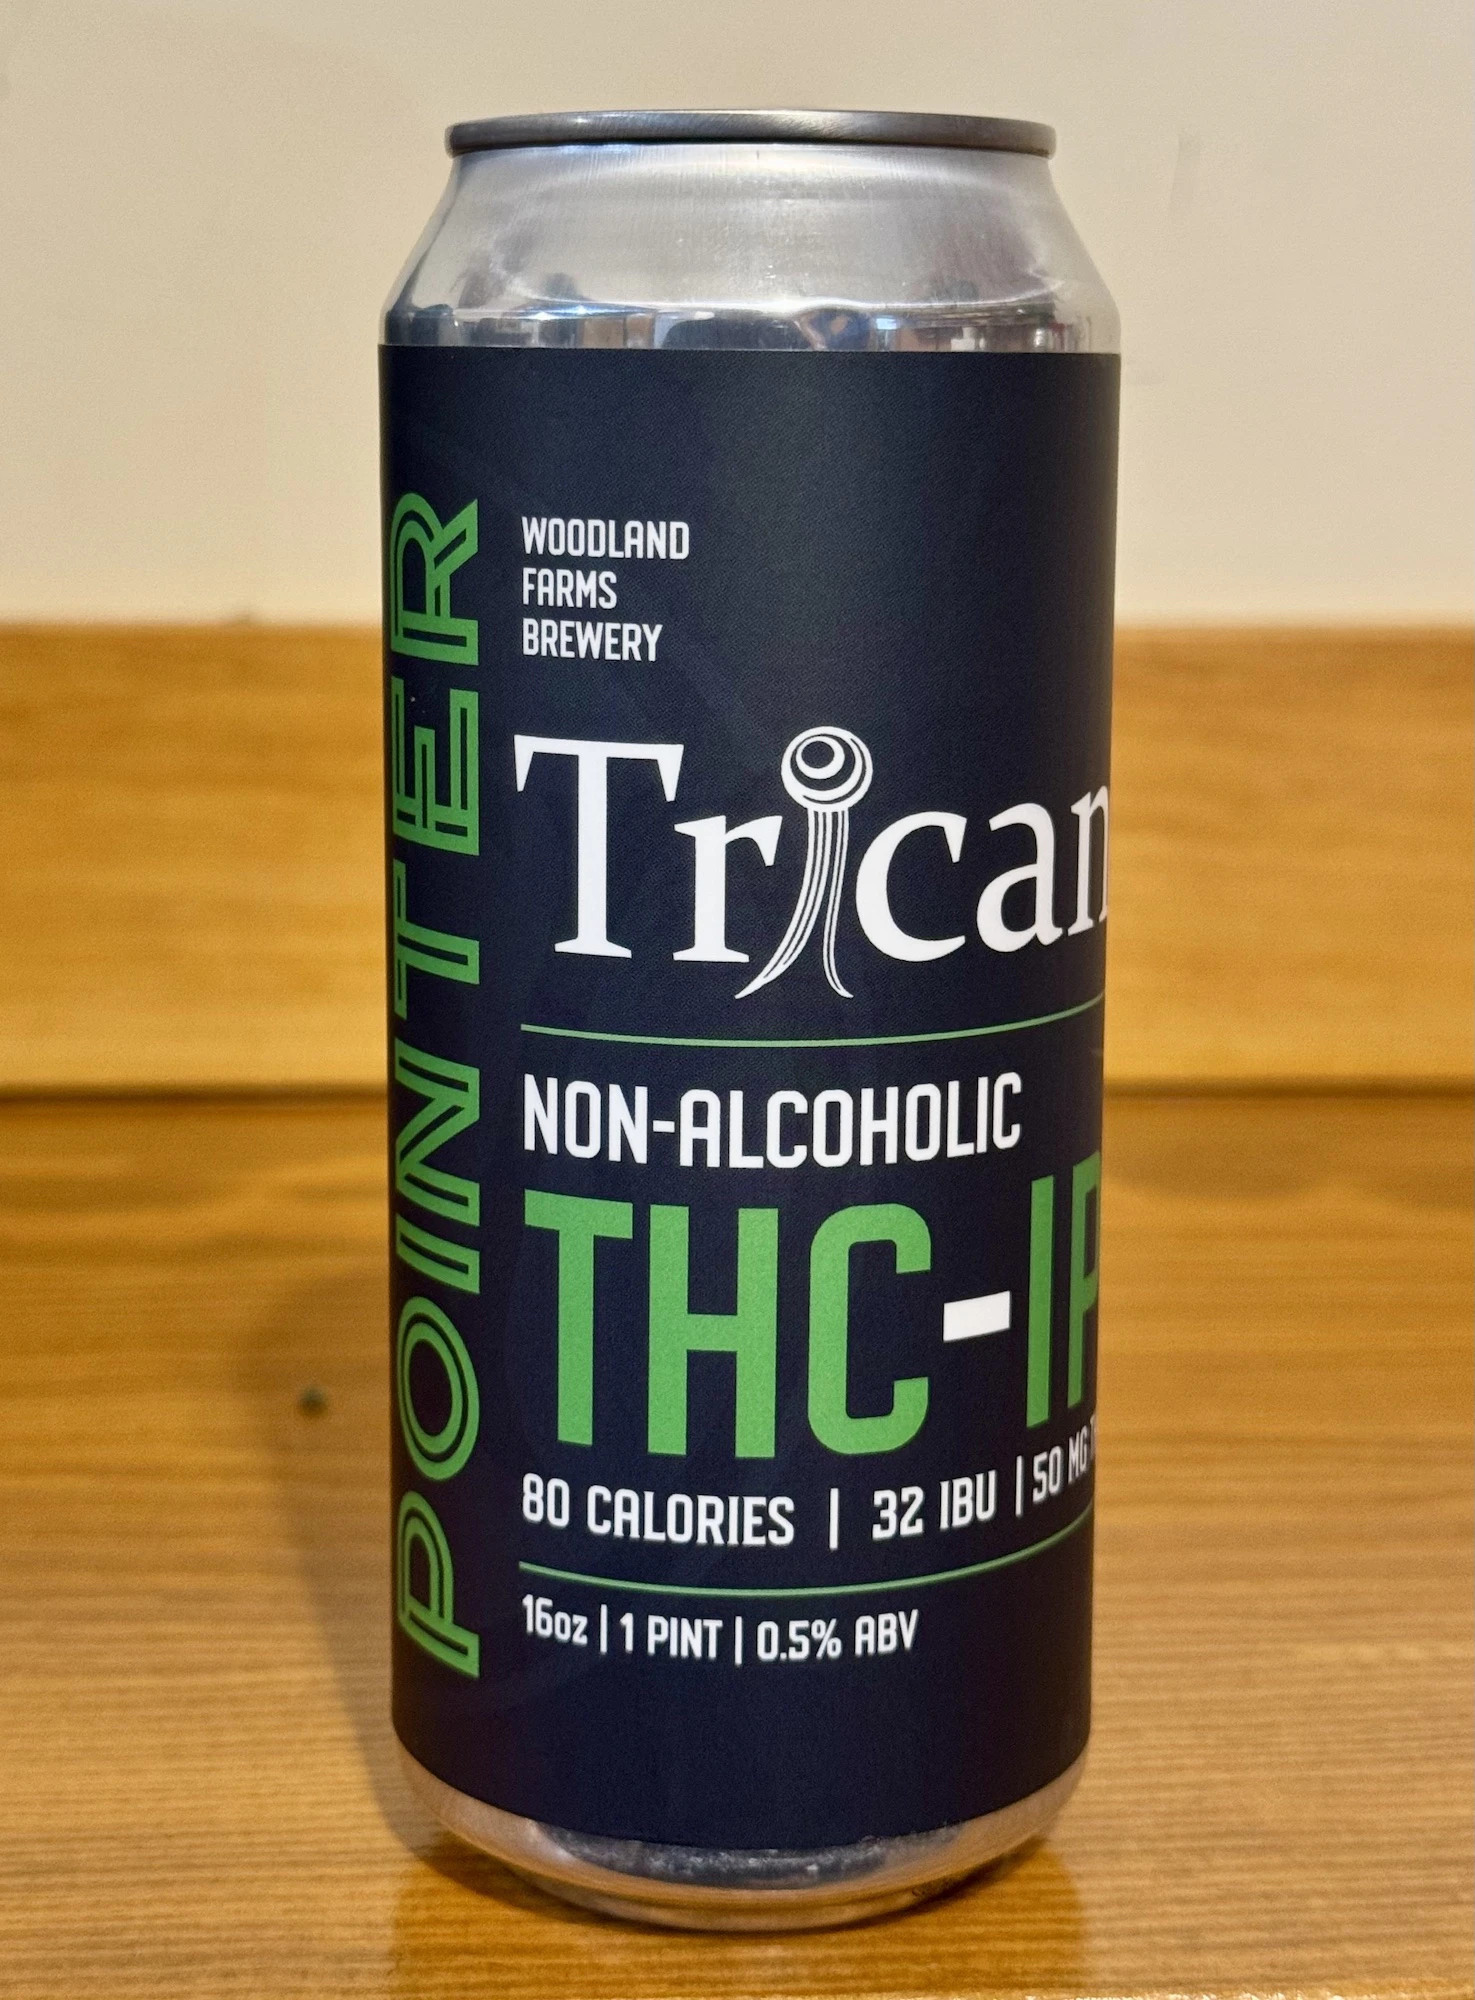 POINTER
WOODLAND
FARMS
BREWERY
Trican
NON-ALCOHOLIC
THC-IP
80 CALORIES | 32 IBU | 50 MG
16oz | 1 PINT | 0.5% ABV